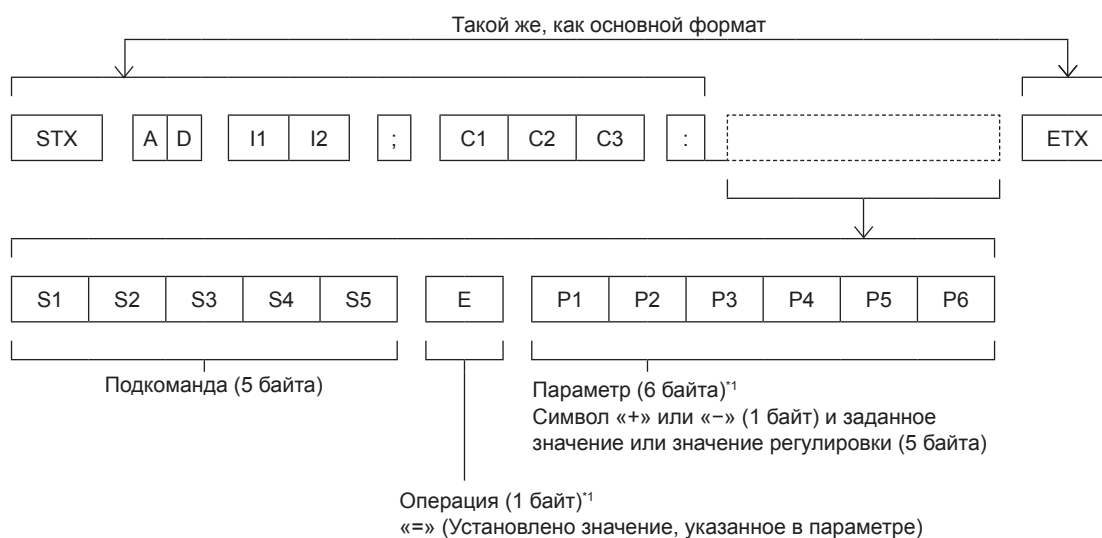 Такой же, как основной формат
STX A D I1 I2 ; C1 C2 C3 : ETX
S1 S2 S3 S4 S5 E P1 P2 P3 P4 P5 P6
Подкоманда (5 байта)
Параметр (6 байта)*1
Символ «+» или «−» (1 байт) и заданное
значение или значение регулировки (5 байта)
Операция (1 байт)*1
«=» (Установлено значение, указанное в параметре)